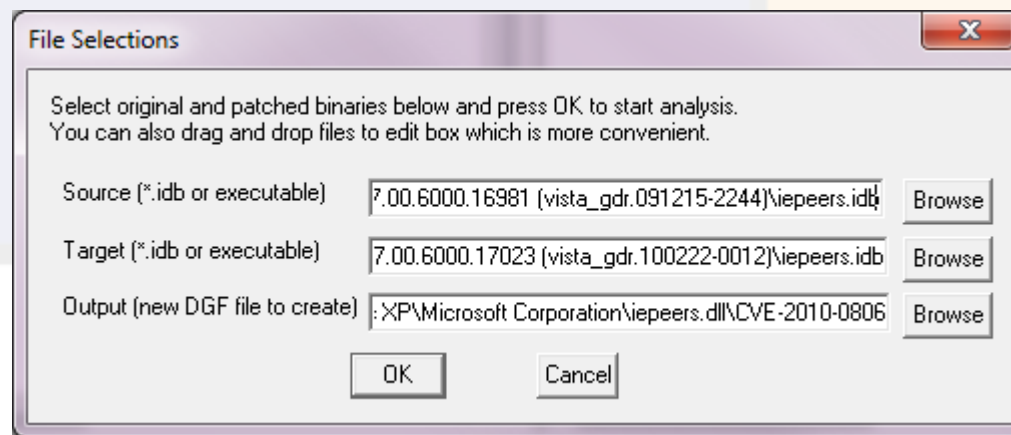 File Selections
Select original and patched binaries below and press OK to start analysis.
You can also drag and drop files to edit box which is more convenient.
Source (*.idb or executable) 7.00.6000.16981 (vista_gdr.091215-2244)\iepeers.idb Browse
Target (*.idb or executable) 7.00.6000.17023 (vista_gdr.100222-0012)\iepeers.idb Browse
Output (new DGF file to create) : XP\Microsoft Corporation\iepeers.dll\CVE-2010-0806 Browse
OK Cancel